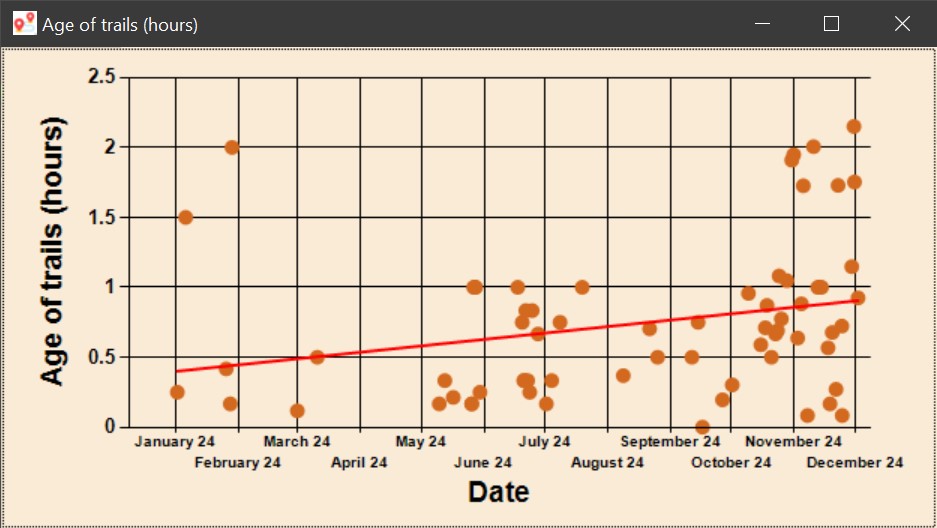 Age of trails (hours)
Age of trails (hours)
2.5
2
1.5
1
0.5
0
January 24 March 24 May 24 July 24 September 24 November 24
February 24 April 24 June 24 August 24 October 24 December 24
Date